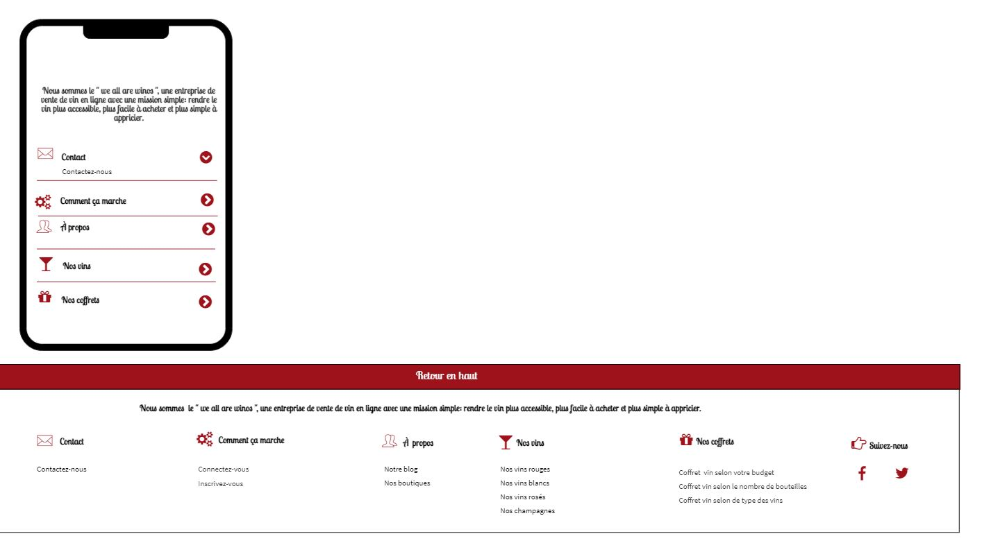 Nous sommes le " we all are winos ", une entreprise de
vente de vin en ligne avec une mission simple: rendre le
vin plus accessible, plus facile à acheter et plus simple à
appricier.
Contact
Contactez-nous
Comment ça marche
À propos
Nos vins
Nos coffrets
Retour en haut
Nous sommes le " we all are winos ", une entreprise de vente de vin en ligne avec une mission simple: rendre le vin plus accessible, plus facile à acheter et plus simple à appricier.
Contact
Contactez-nous
Comment ça marche
Connectez-vous
Inscrivez-vous
À propos
Notre blog
Nos boutiques
Nos vins
Nos vins rouges
Nos vins blancs
Nos vins rosés
Nos champagnes
Nos coffrets
Coffret vin selon votre budget
Coffret vin selon le nombre de bouteilles
Coffret vin selon de type des vins
Suivez-nous